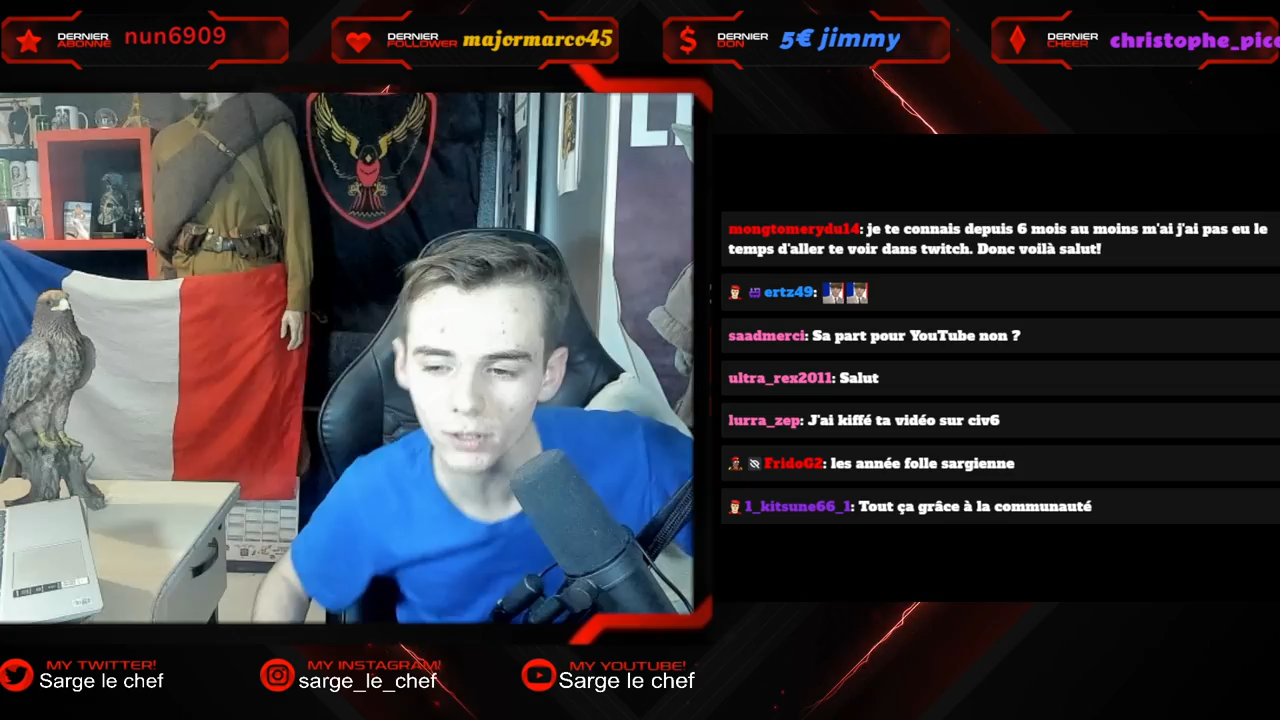 DERNIER
ABONNÉ
nun6909
DERNIER
FOLLOWER
majormarco45
DERNIER
DON
5€ jimmy
DERNIER
CHEER
mongtomerydu14: je te connais depuis 6 mois au moins m'ai j'ai pas eu le
temps d'aller te voir dans twitch. Donc voilà salut!
ertz49:
saadmerci: Sa part pour YouTube non ?
ultra_rex2011: Salut
lurra_zep: J'ai kiffé ta vidéo sur civ6
FridoG2: les année folle sargienne
1_kitsune66_1: Tout ça grâce à la communauté
MY TWITTER!
Sarge le chef
MY INSTAGRAM!
sarge_le_chef
MY YOUTUBE!
Sarge le chef